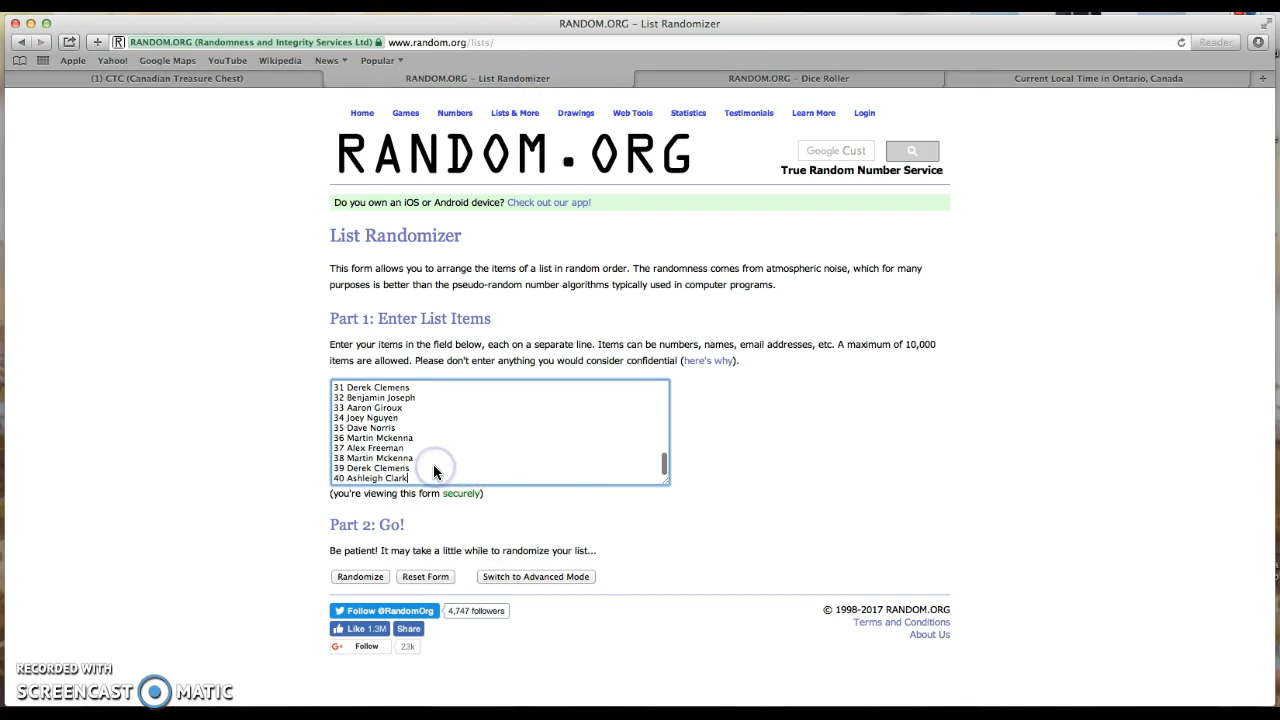 RANDOM.ORG – List Randomizer
RANDOM.ORG (Randomness and Integrity Services Ltd) www.random.org/lists/ Reader
Apple Yahoo! Google Maps YouTube Wikipedia News Popular
(1) CTC (Canadian Treasure Chest) RANDOM.ORG – List Randomizer RANDOM.ORG – Dice Roller Current Local Time in Ontario, Canada
Home Games Numbers Lists & More Drawings Web Tools Statistics Testimonials Learn More Login
RANDOM.ORG
Google Cust
True Random Number Service
Do you own an iOS or Android device? Check out our app!
List Randomizer
This form allows you to arrange the items of a list in random order. The randomness comes from atmospheric noise, which for many
purposes is better than the pseudo-random number algorithms typically used in computer programs.
Part 1: Enter List Items
Enter your items in the field below, each on a separate line. Items can be numbers, names, email addresses, etc. A maximum of 10,000
items are allowed. Please don't enter anything you would consider confidential (here's why).
31 Derek Clemens
32 Benjamin Joseph
33 Aaron Giroux
34 Joey Nguyen
35 Dave Norris
36 Martin Mckenna
37 Alex Freeman
38 Martin Mckenna
39 Derek Clemens
40 Ashleigh Clark
(you're viewing this form securely)
Part 2: Go!
Be patient! It may take a little while to randomize your list...
Randomize Reset Form Switch to Advanced Mode
Follow @RandomOrg 4,747 followers
Like 1.3M Share
G+ Follow 23k
© 1998-2017 RANDOM.ORG
Terms and Conditions
About Us
RECORDED WITH
SCREENCAST MATIC